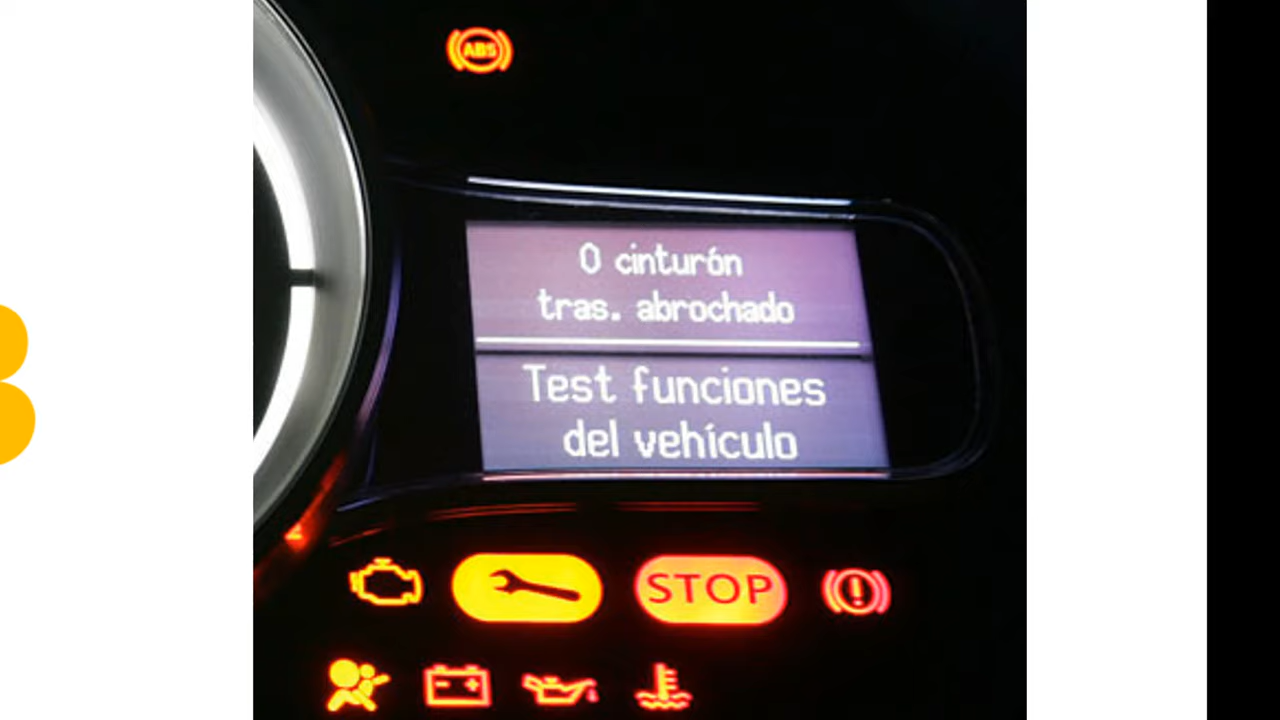 ABS
0 cinturón
tras. abrochado
Test funciones
del vehículo
STOP